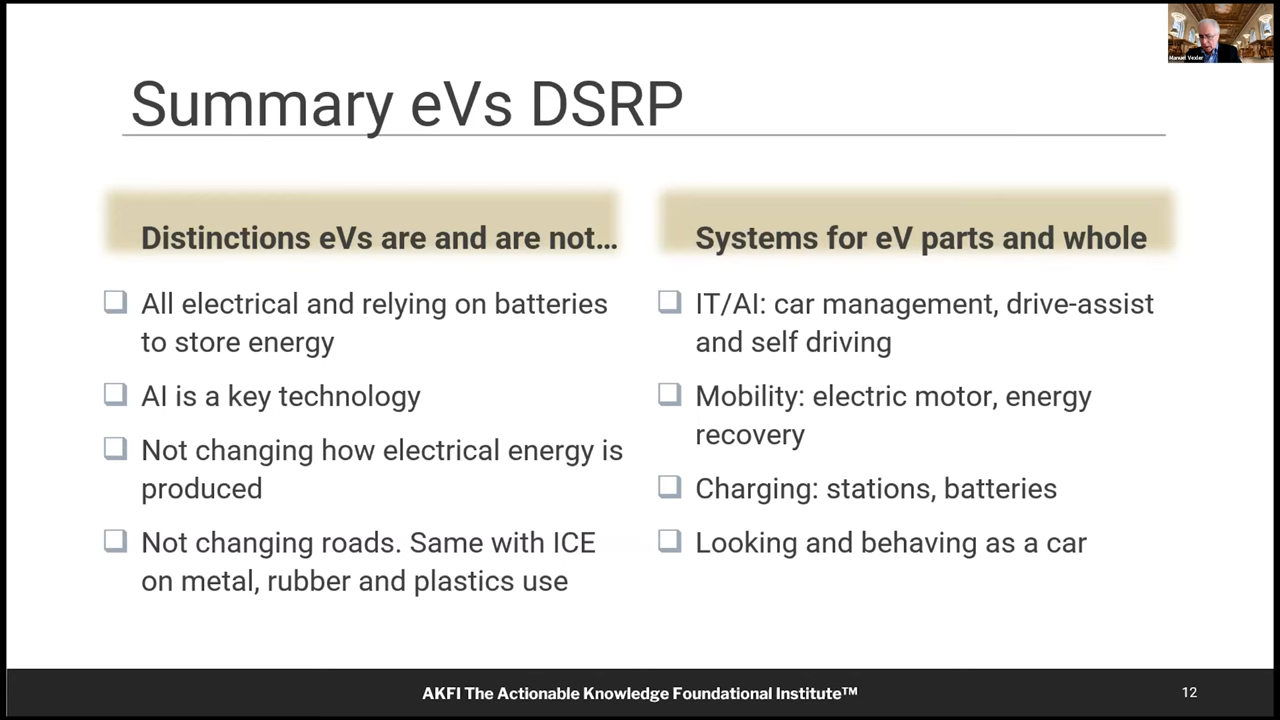 Manuel Vexler
Summary eVs DSRP
Distinctions eVs are and are not...
All electrical and relying on batteries
to store energy
AI is a key technology
Not changing how electrical energy is
produced
Not changing roads. Same with ICE
on metal, rubber and plastics use
Systems for eV parts and whole
IT/AI: car management, drive-assist
and self driving
Mobility: electric motor, energy
recovery
Charging: stations, batteries
Looking and behaving as a car
AKFI The Actionable Knowledge Foundational Institute™
12